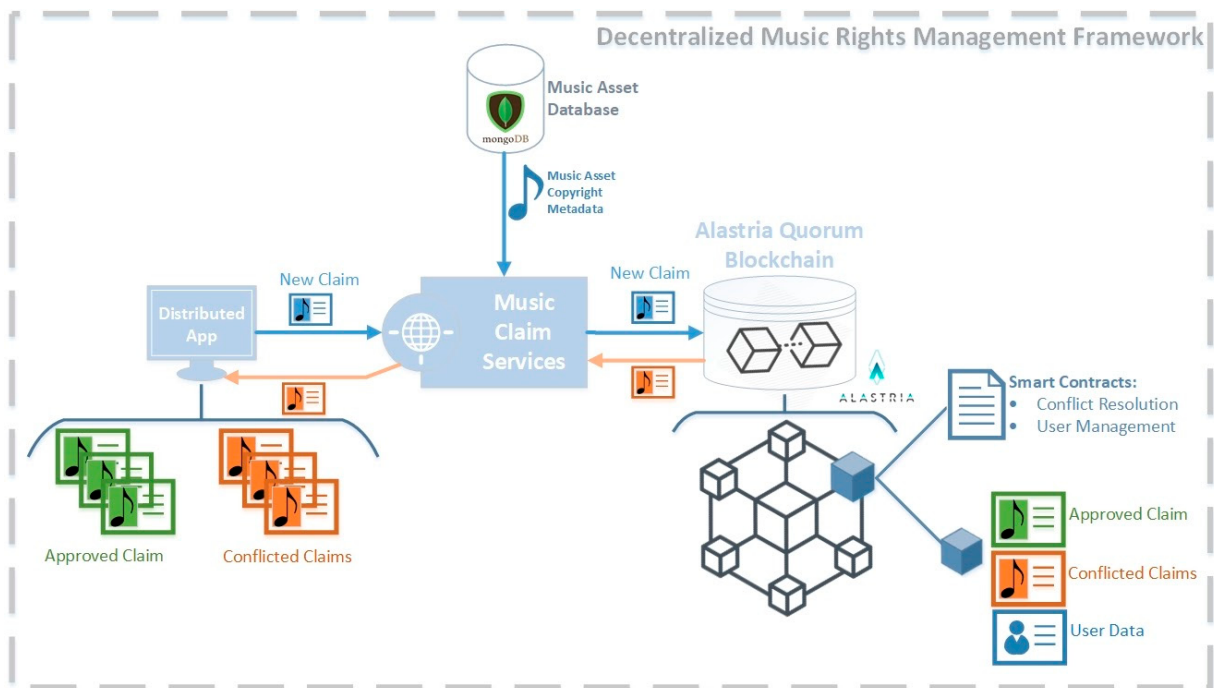 Decentralized Music Rights Management Framework
Music Asset
Database
mongoDB
Music Asset
Copyright
Metadata
Alastria Quorum
Blockchain
New Claim
New Claim
Distributed
App
Music
Claim
Services
ALASTRIA
Smart Contracts:
• Conflict Resolution
• User Management
Approved Claim
Conflicted Claims
Approved Claim
Conflicted Claims
User Data